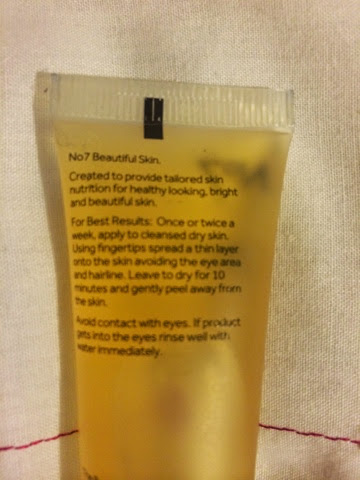 No7 Beautiful Skin.
Created to provide tailored skin
nutrition for healthy looking, bright
and beautiful skin.
For Best Results: Once or twice a
week, apply to cleansed dry skin.
Using fingertips spread a thin layer
onto the skin avoiding the eye area
and hairline. Leave to dry for 10
minutes and gently peel away from
the skin.
Avoid contact with eyes. If product
gets into the eyes rinse well with
water immediately.